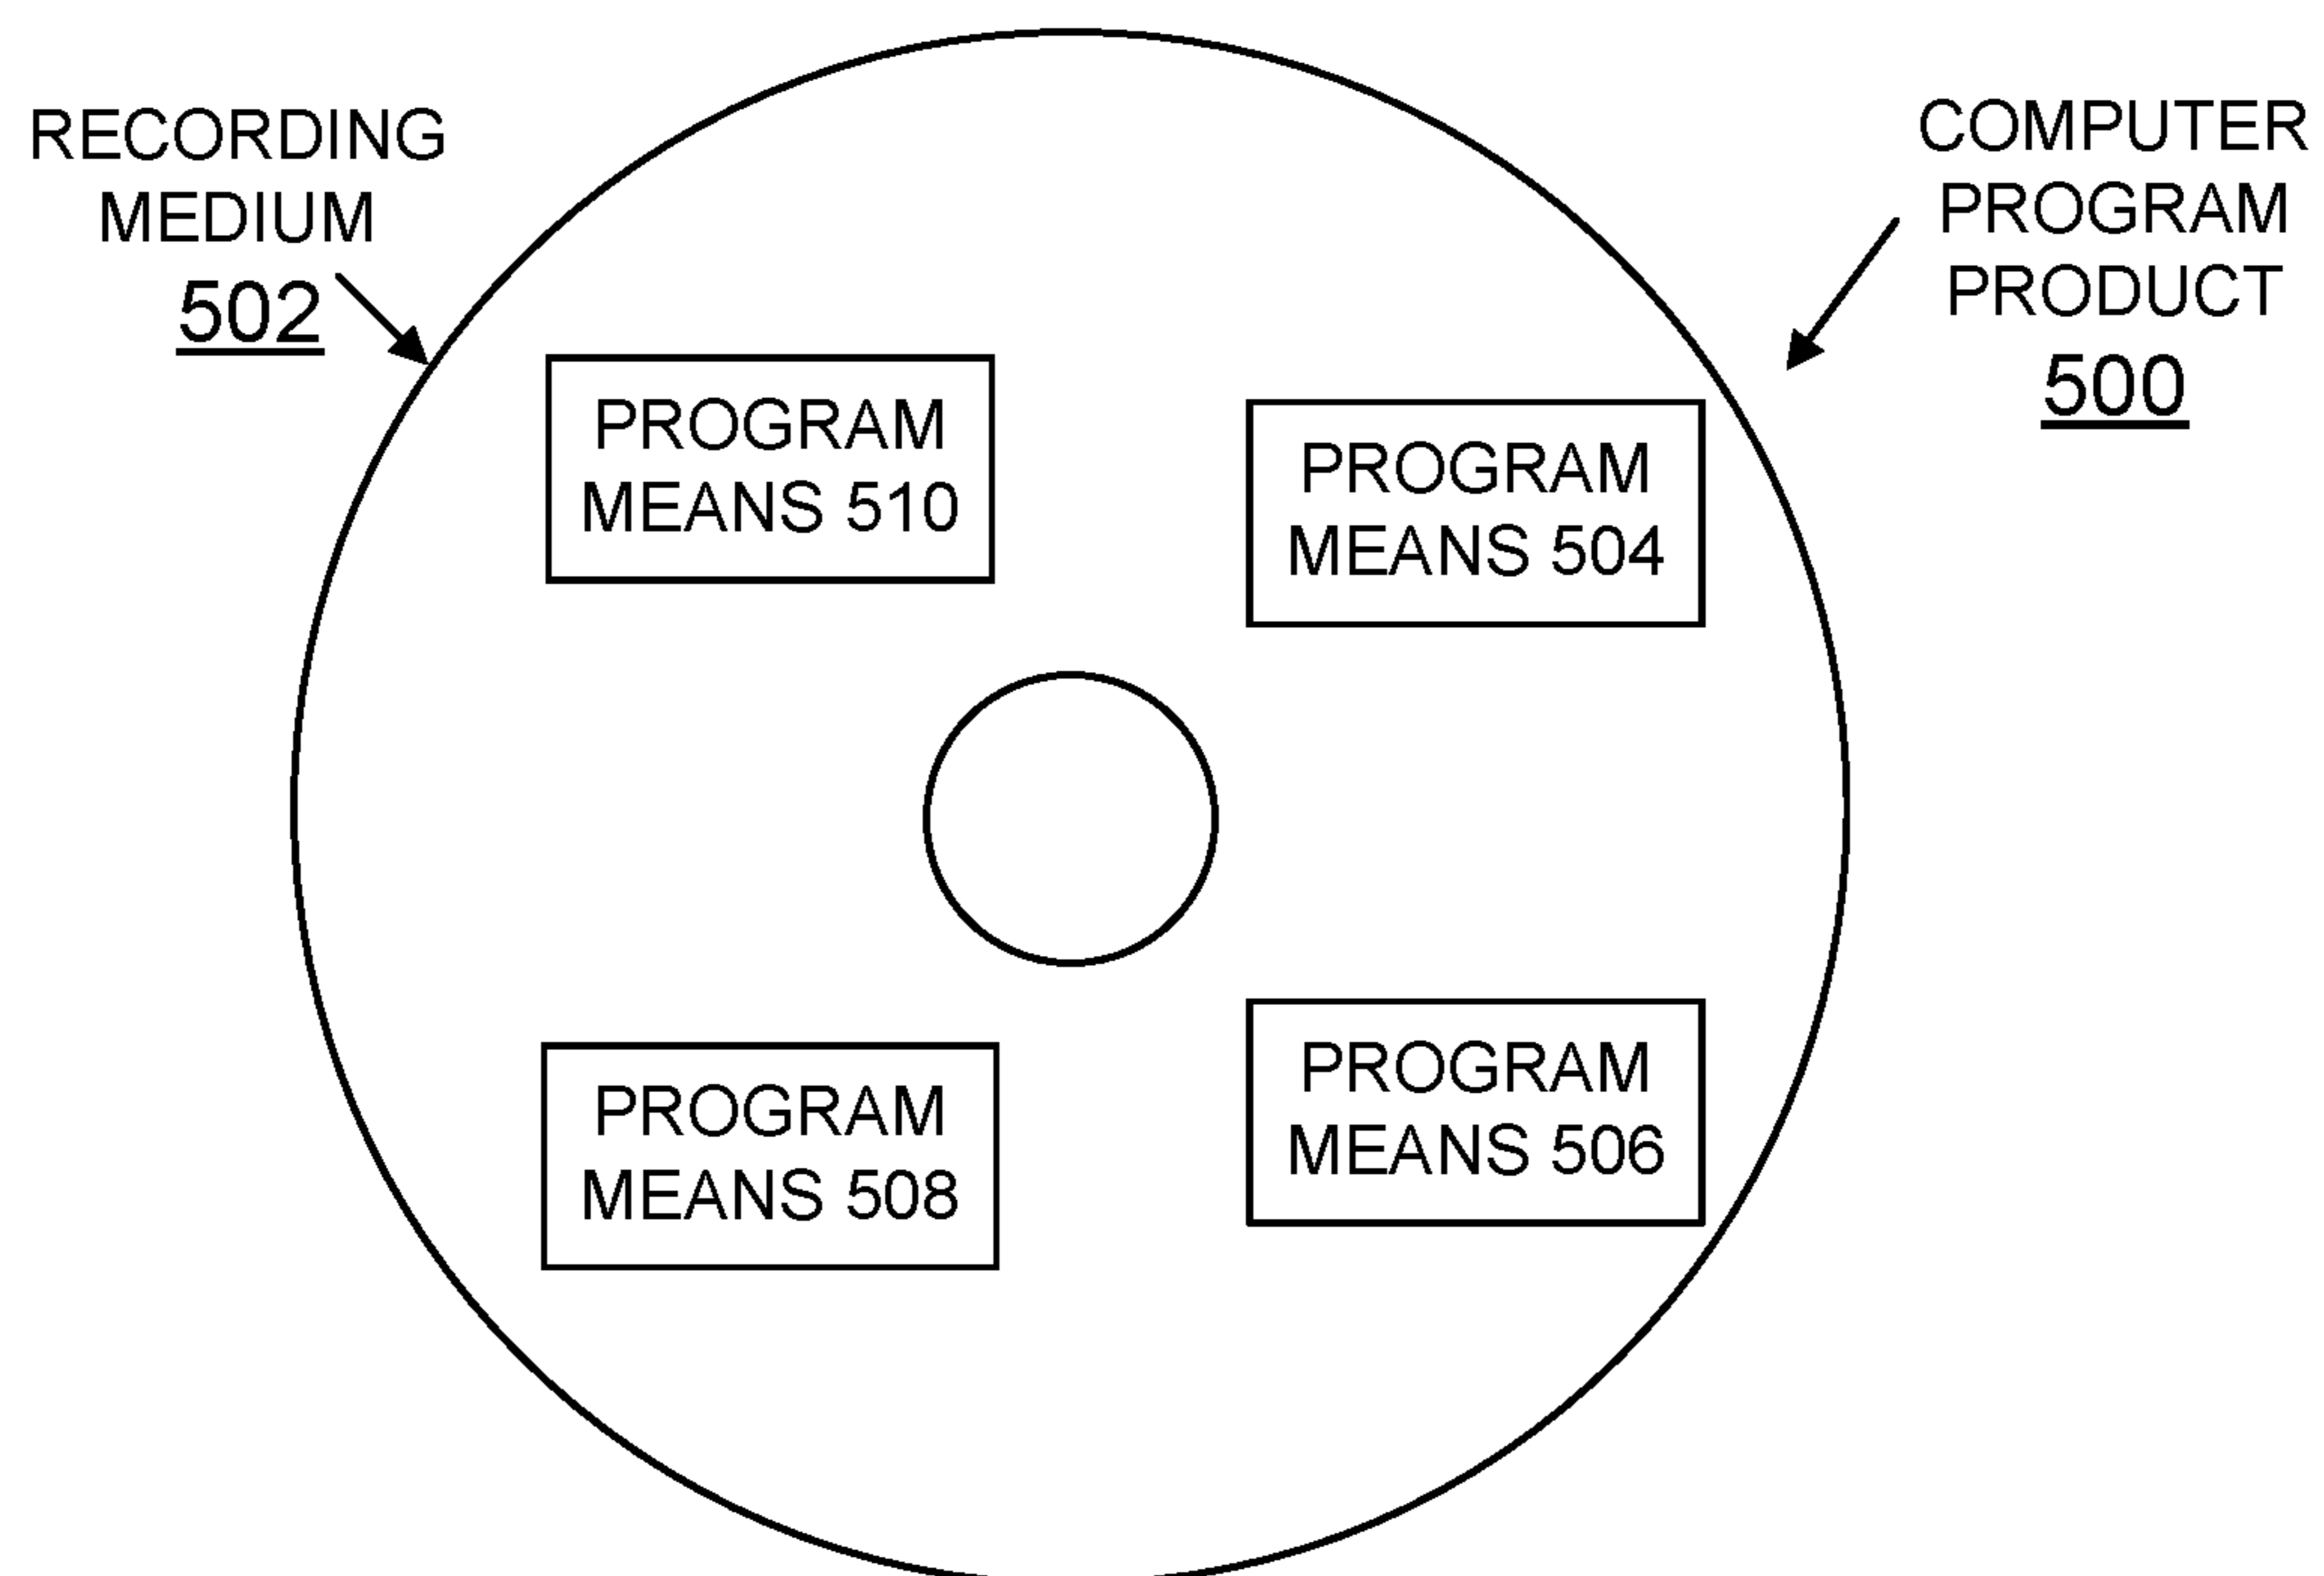 RECORDING
MEDIUM
502
COMPUTER
PROGRAM
PRODUCT
500
PROGRAM
MEANS 510
PROGRAM
MEANS 504
PROGRAM
MEANS 508
PROGRAM
MEANS 506